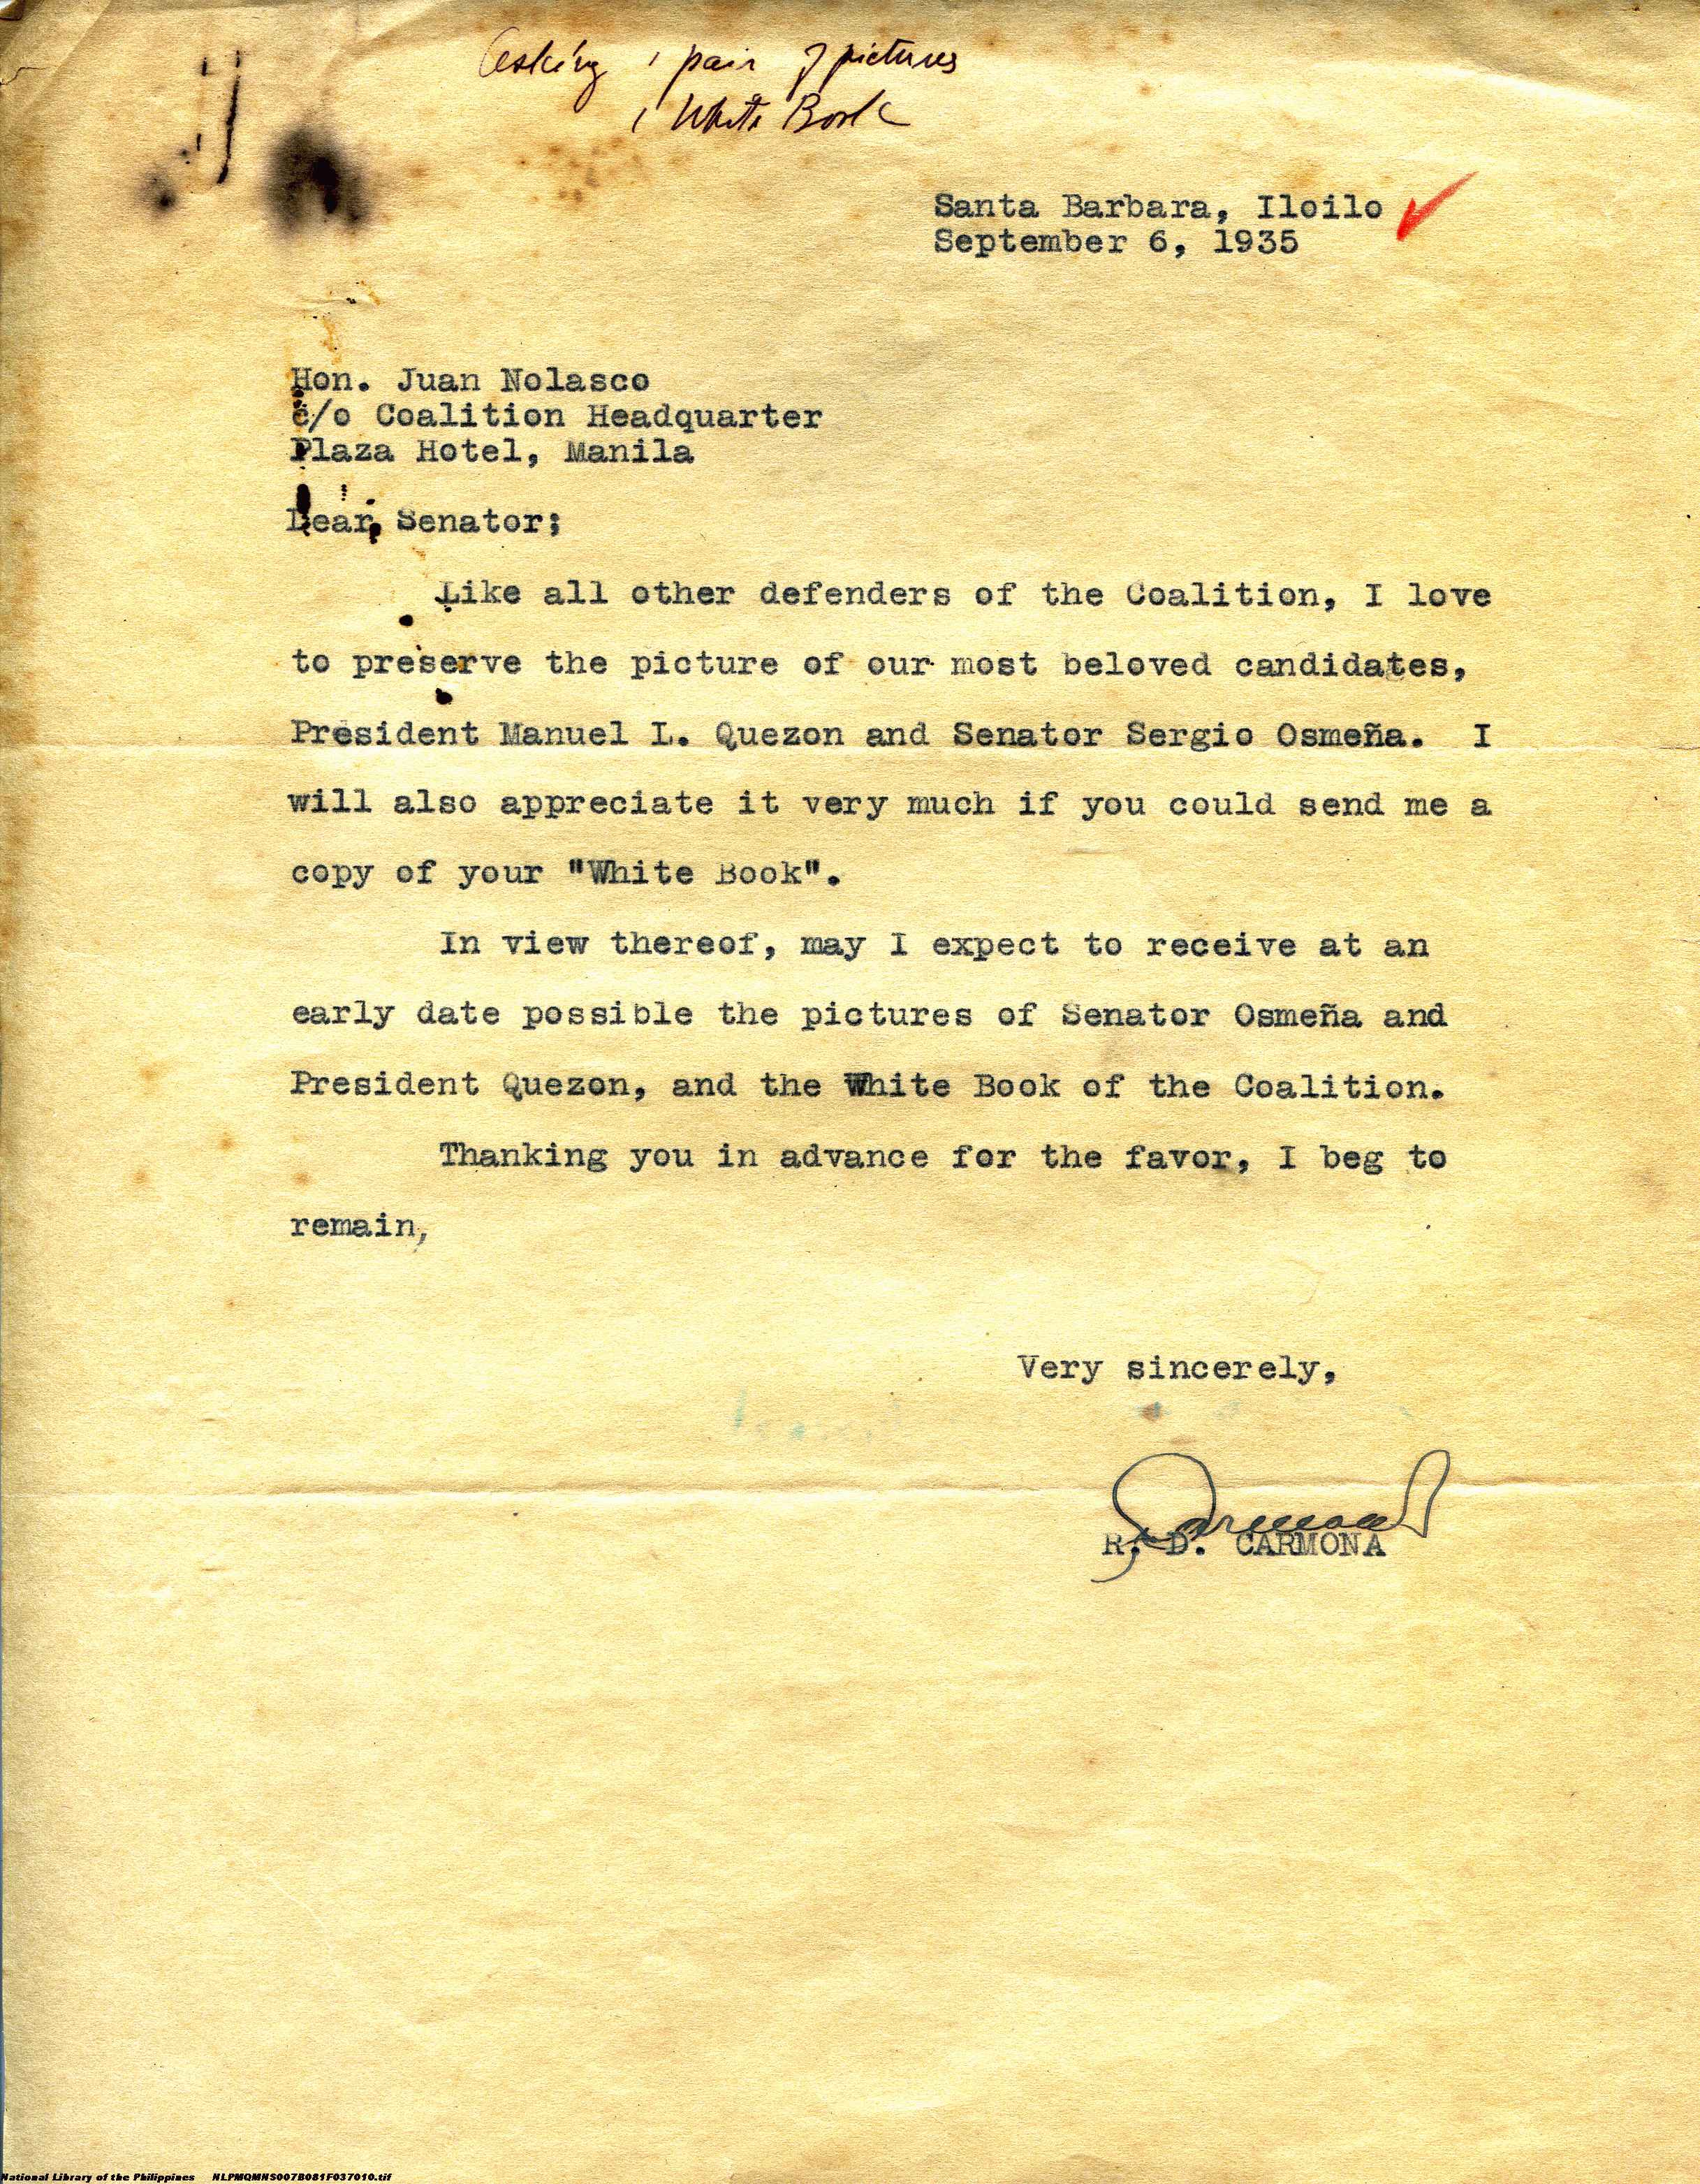 Asking 1 pair of pictures
1 White Book
Santa Barbara, Iloilo
September 6, 1935
Hon. Juan Nolasco
c/o Coalition Headquarter
Plaza Hotel, Manila
Dear, Senator;
Like all other defenders of the Coalition, I love
to preserve the picture of our most beloved candidates,
President Manuel L. Quezon and Senator Sergio Osmeña. I
will also appreciate it very much if you could send me a
copy of your "White Book".
In view thereof, may I expect to receive at an
early date possible the pictures of Senator Osmeña and
President Quezon, and the White Book of the Coalition.
Thanking you in advance for the favor, I beg to
remain,
Very sincerely,
Carmona
R. D. CARMONA
National Library of the Philippines NLPMQMNS007B081F037010.tif